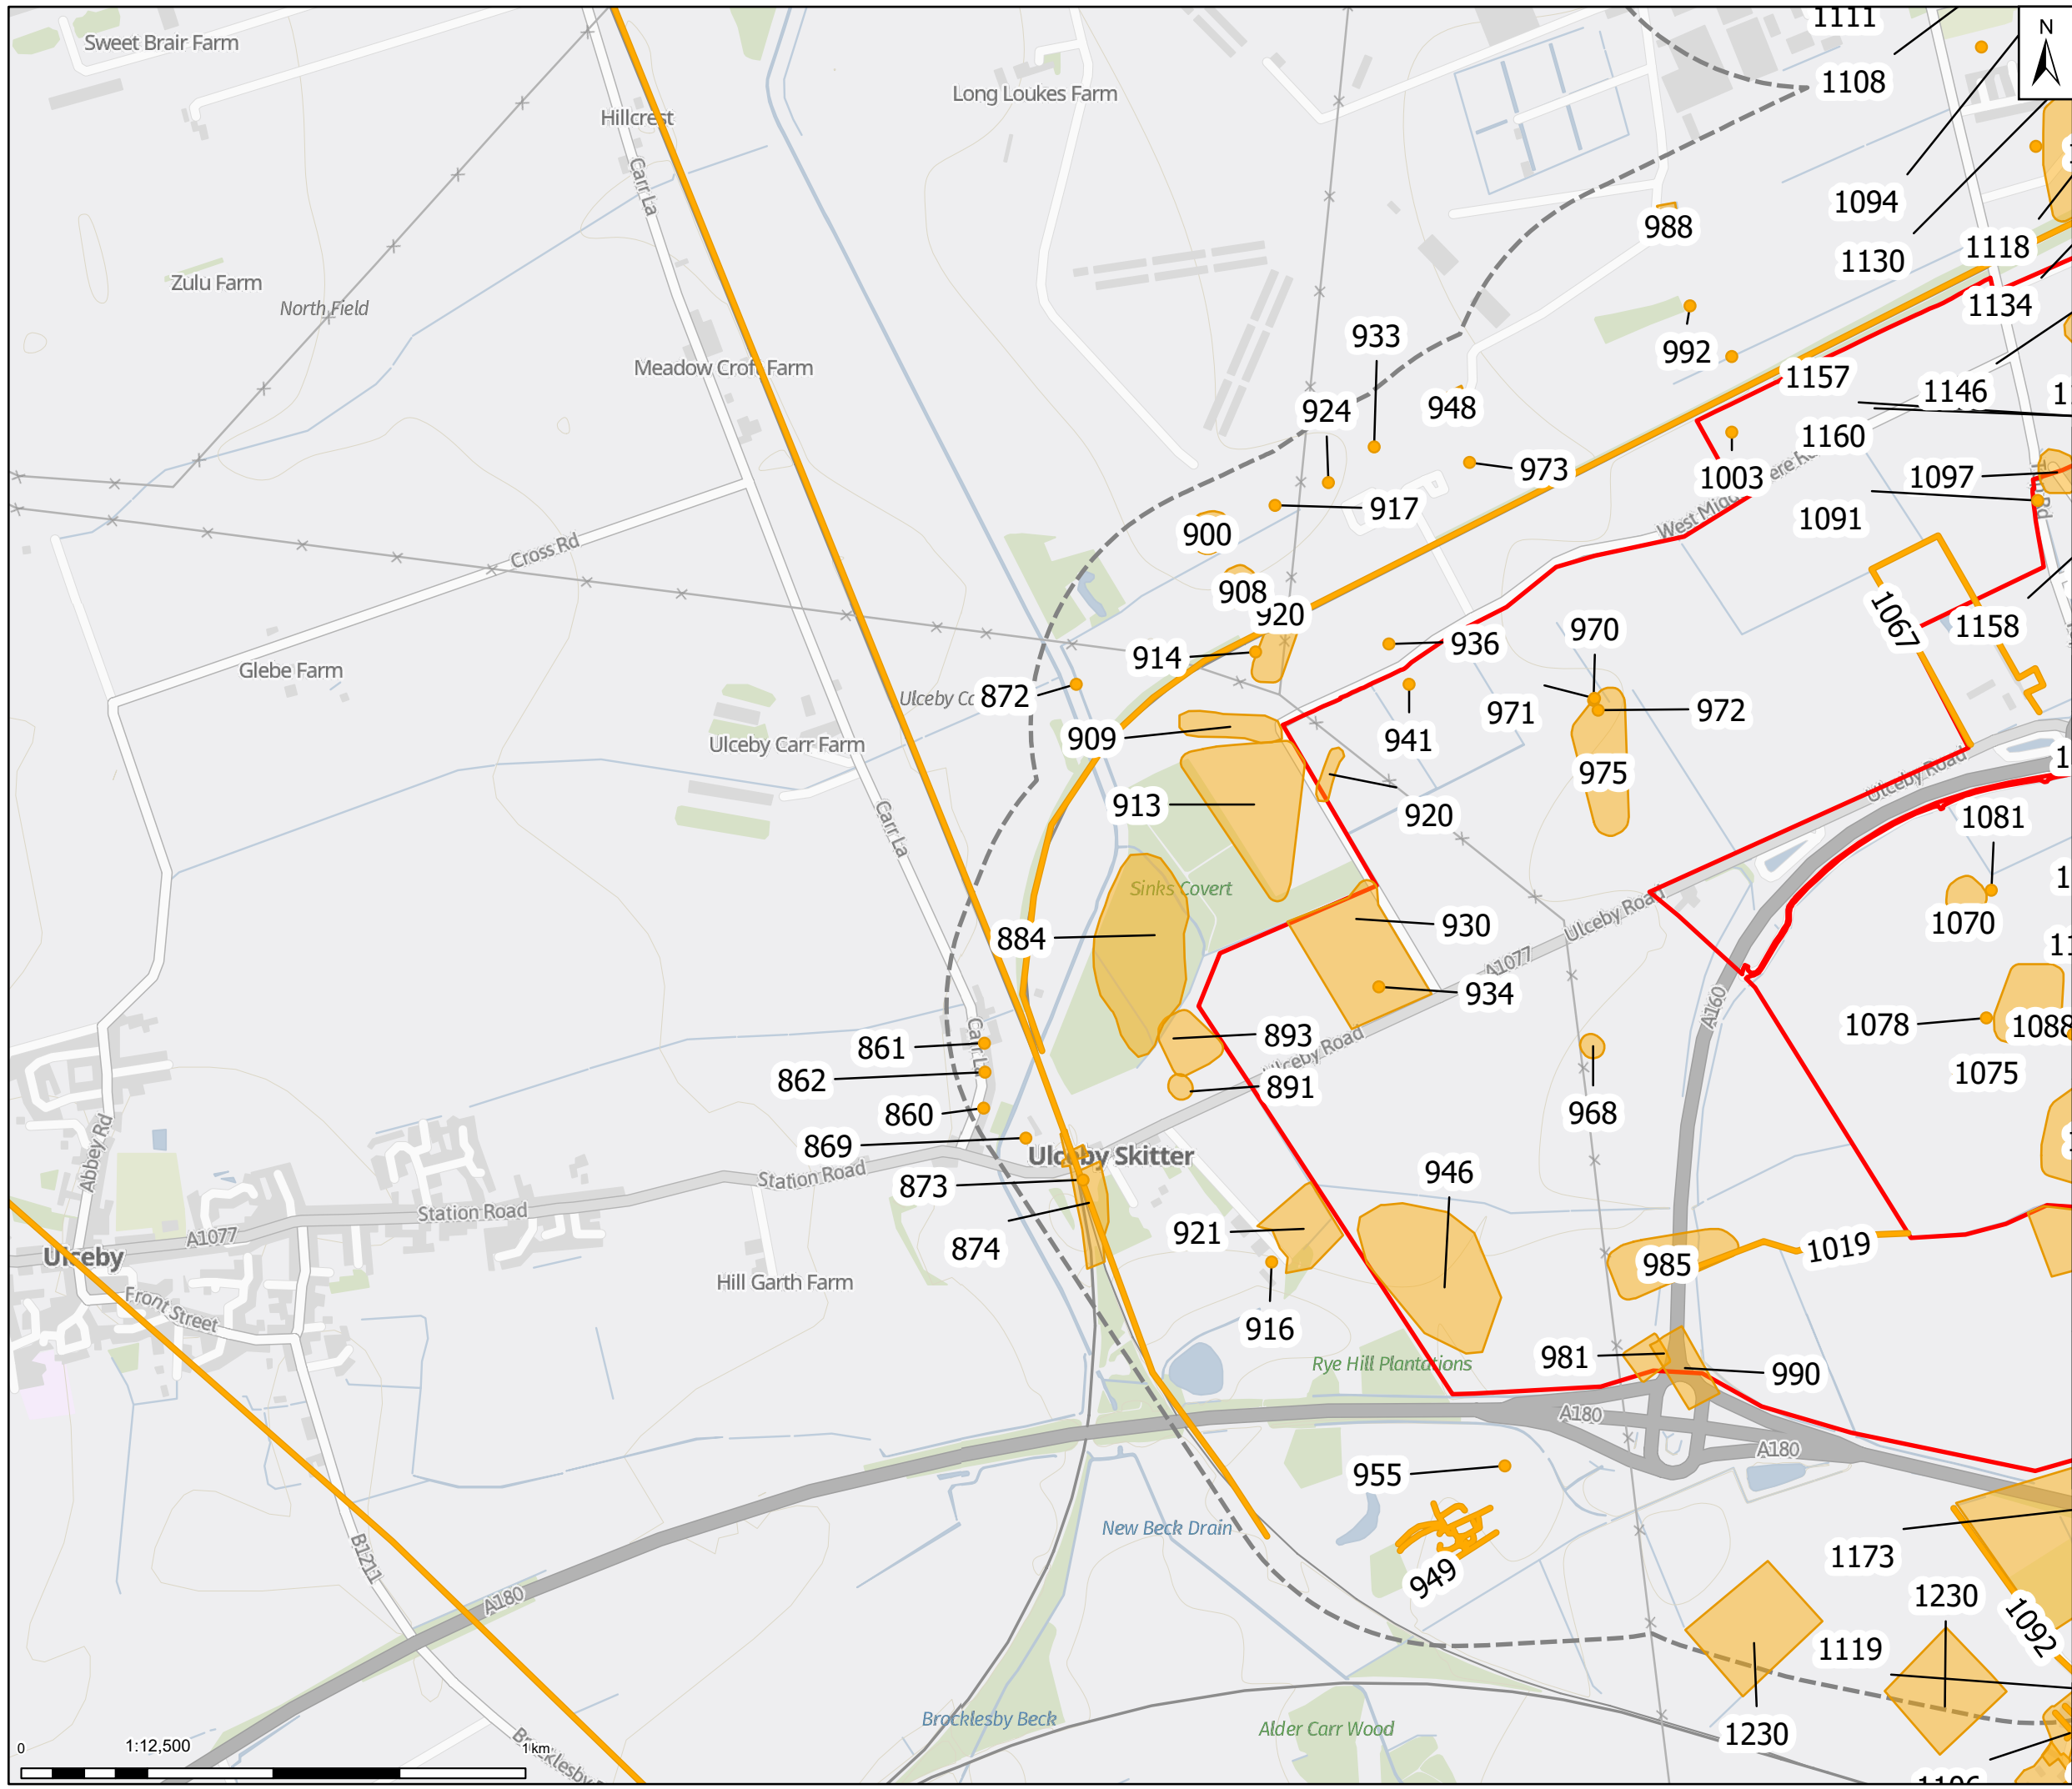 1111
N
Sweet Brair Farm
Long Loukes Farm
1108
Hillcrest
Carr La
1094
988
1118
1130
Zulu Farm
North Field
1134
933
992
Meadow Croft Farm
1157
1146
924
948
1160
973
1003
1097
917
1091
900
Cross Rd
908
920
1067
1158
970
936
914
Glebe Farm
872
971
972
909
941
Ulceby Carr Farm
975
Ulceby Road
913
920
1081
Carr La
Sinks Covert
Ulceby Road
930
1070
884
A1077
934
A160
1078
1088
893
Ulceby Road
861
1075
862
891
968
860
869
Ulceby Skitter
Abbey Rd
Station Road
946
873
Station Road
A1077
921
874
1019
Ulceby
985
Hill Garth Farm
Front Street
916
981
Rye Hill Plantations
990
A180
A180
955
New Beck Drain
B1211
949
1173
A180
1230
1092
1119
Brocklesby Beck
Alder Carr Wood
1230
0
1:12,500
1 km